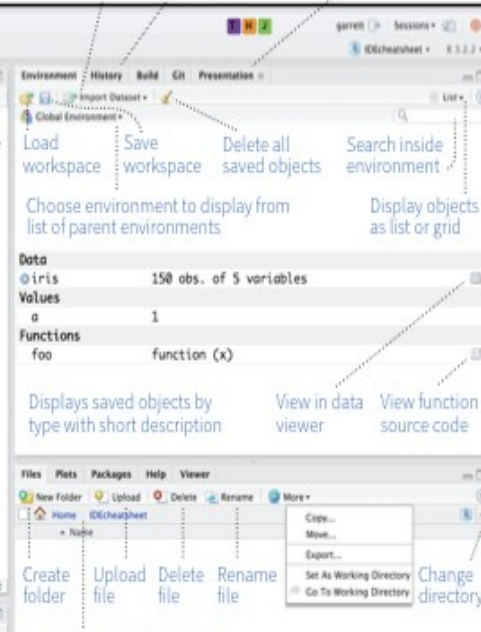 T H J garrett Sessions
IDEcheatsheet R 3.2.2
Environment History Build Git Presentation
Import Dataset List
Global Environment
Load workspace
Save workspace
Delete all saved objects
Search inside environment
Choose environment to display from
list of parent environments
Display objects
as list or grid
Data
iris 150 obs. of 5 variables
Values
a 1
Functions
foo function (x)
Displays saved objects by
type with short description
View in data
viewer
View function
source code
Files Plots Packages Help Viewer
New Folder Upload Delete Rename More
Home IDEcheatsheet
Name
Copy...
Move...
Export...
Set As Working Directory
Go To Working Directory
Create
folder
Upload
file
Delete
file
Rename
file
Change
directory